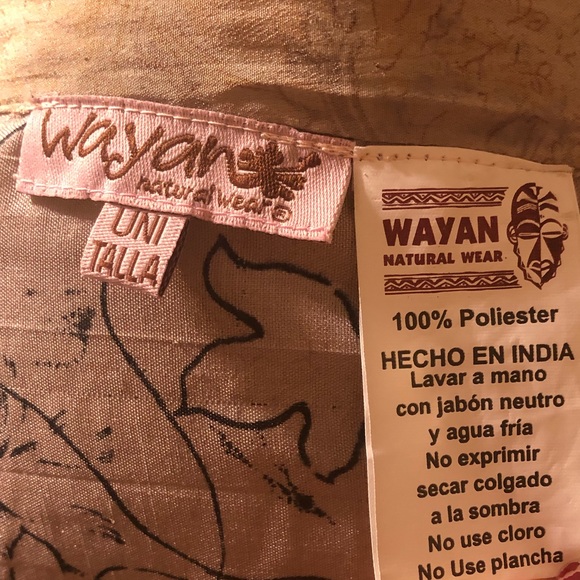 wayan
natural wear®
UNI
TALLA
WAYAN
NATURAL WEAR
100% Poliester
HECHO EN INDIA
Lavar a mano
con jabón neutro
y agua fría
No exprimir
secar colgado
a la sombra
No use cloro
No Use plancha